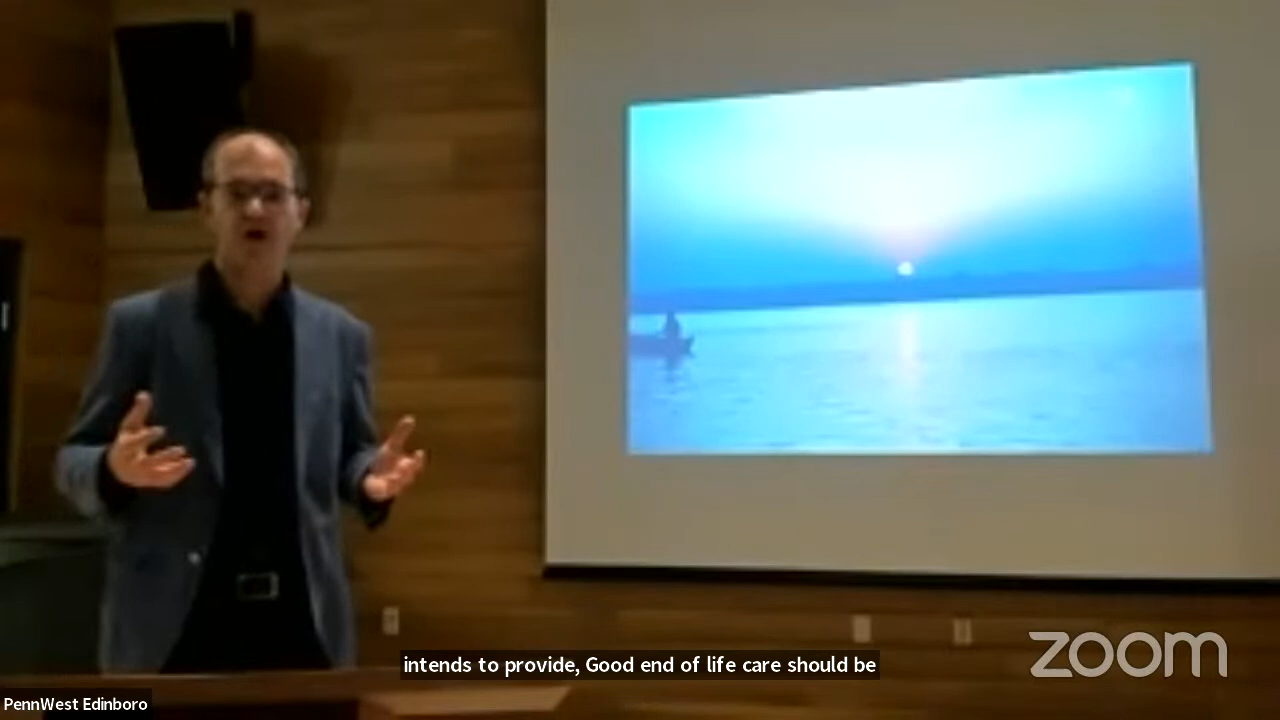 intends to provide, Good end of life care should be
zoom
PennWest Edinboro